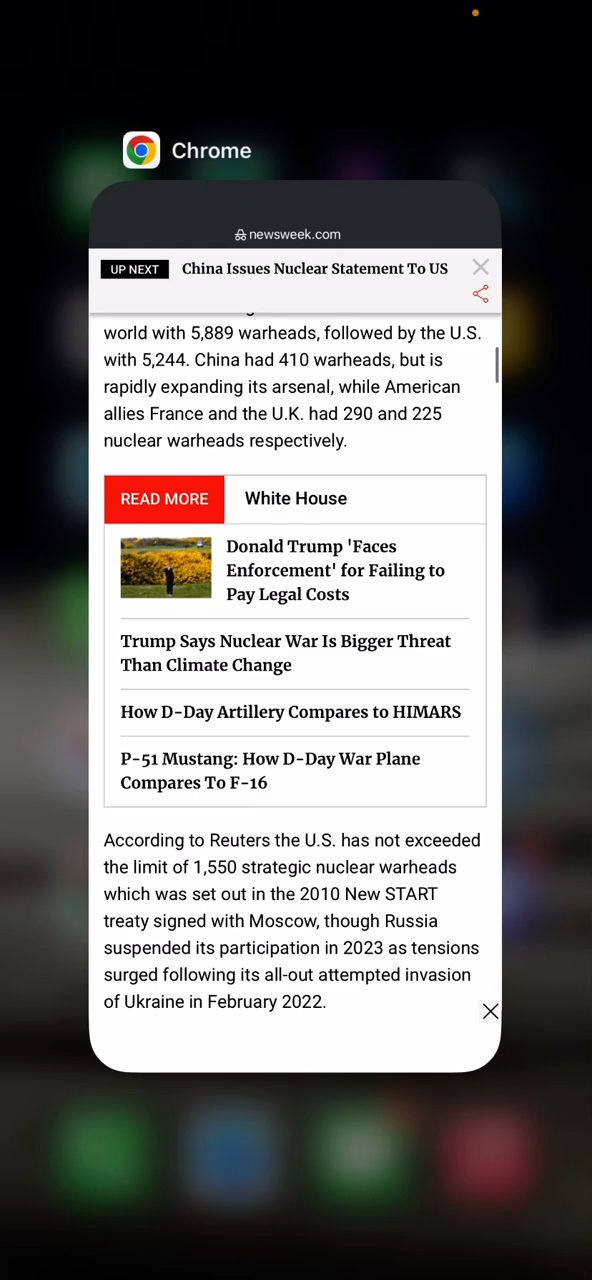 Chrome
newsweek.com
UP NEXT China Issues Nuclear Statement To US
world with 5,889 warheads, followed by the U.S.
with 5,244. China had 410 warheads, but is
rapidly expanding its arsenal, while American
allies France and the U.K. had 290 and 225
nuclear warheads respectively.
READ MORE White House
Donald Trump 'Faces
Enforcement' for Failing to
Pay Legal Costs
Trump Says Nuclear War Is Bigger Threat
Than Climate Change
How D-Day Artillery Compares to HIMARS
P-51 Mustang: How D-Day War Plane
Compares To F-16
According to Reuters the U.S. has not exceeded
the limit of 1,550 strategic nuclear warheads
which was set out in the 2010 New START
treaty signed with Moscow, though Russia
suspended its participation in 2023 as tensions
surged following its all-out attempted invasion
of Ukraine in February 2022.